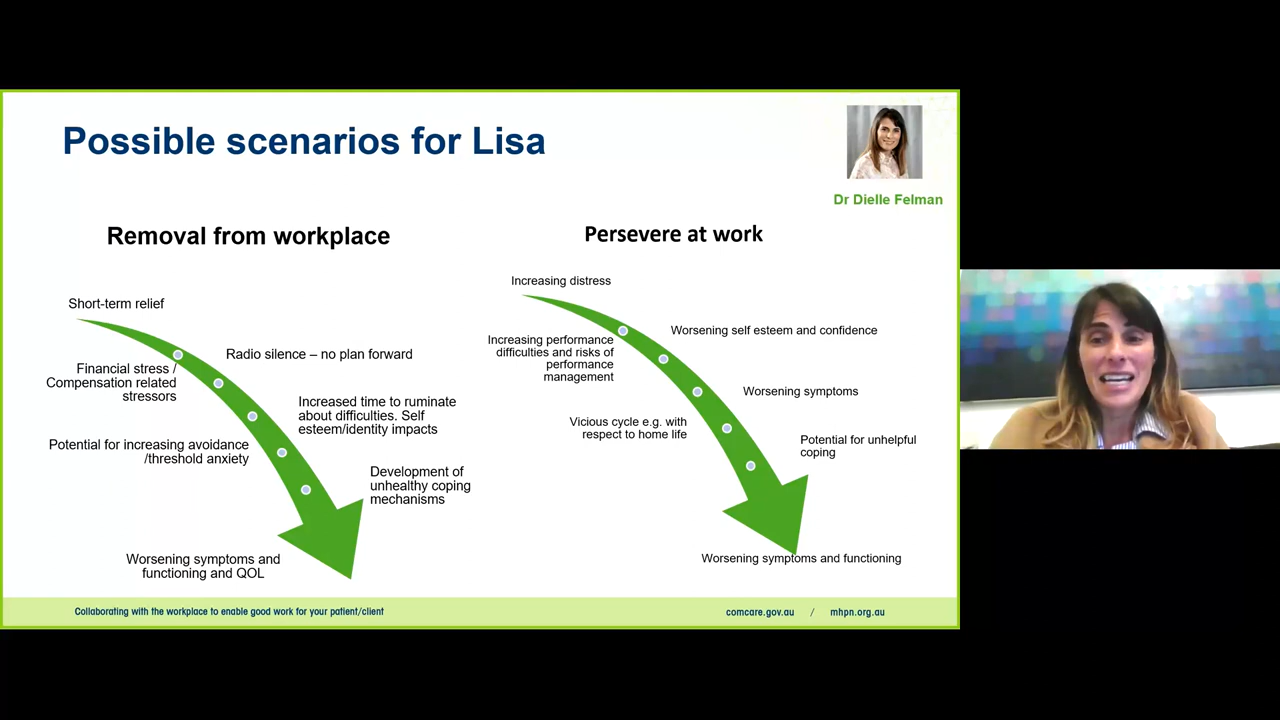 Possible scenarios for Lisa
Dr Dielle Felman
Removal from workplace
Short-term relief
Radio silence – no plan forward
Financial stress /
Compensation related
stressors
Increased time to ruminate
about difficulties. Self
esteem/identity impacts
Potential for increasing avoidance
/threshold anxiety
Development of
unhealthy coping
mechanisms
Worsening symptoms and
functioning and QOL
Persevere at work
Increasing distress
Worsening self esteem and confidence
Increasing performance
difficulties and risks of
performance
management
Worsening symptoms
Vicious cycle e.g. with
respect to home life
Potential for unhelpful
coping
Worsening symptoms and functioning
Collaborating with the workplace to enable good work for your patient/client
comcare.gov.au / mhpn.org.au